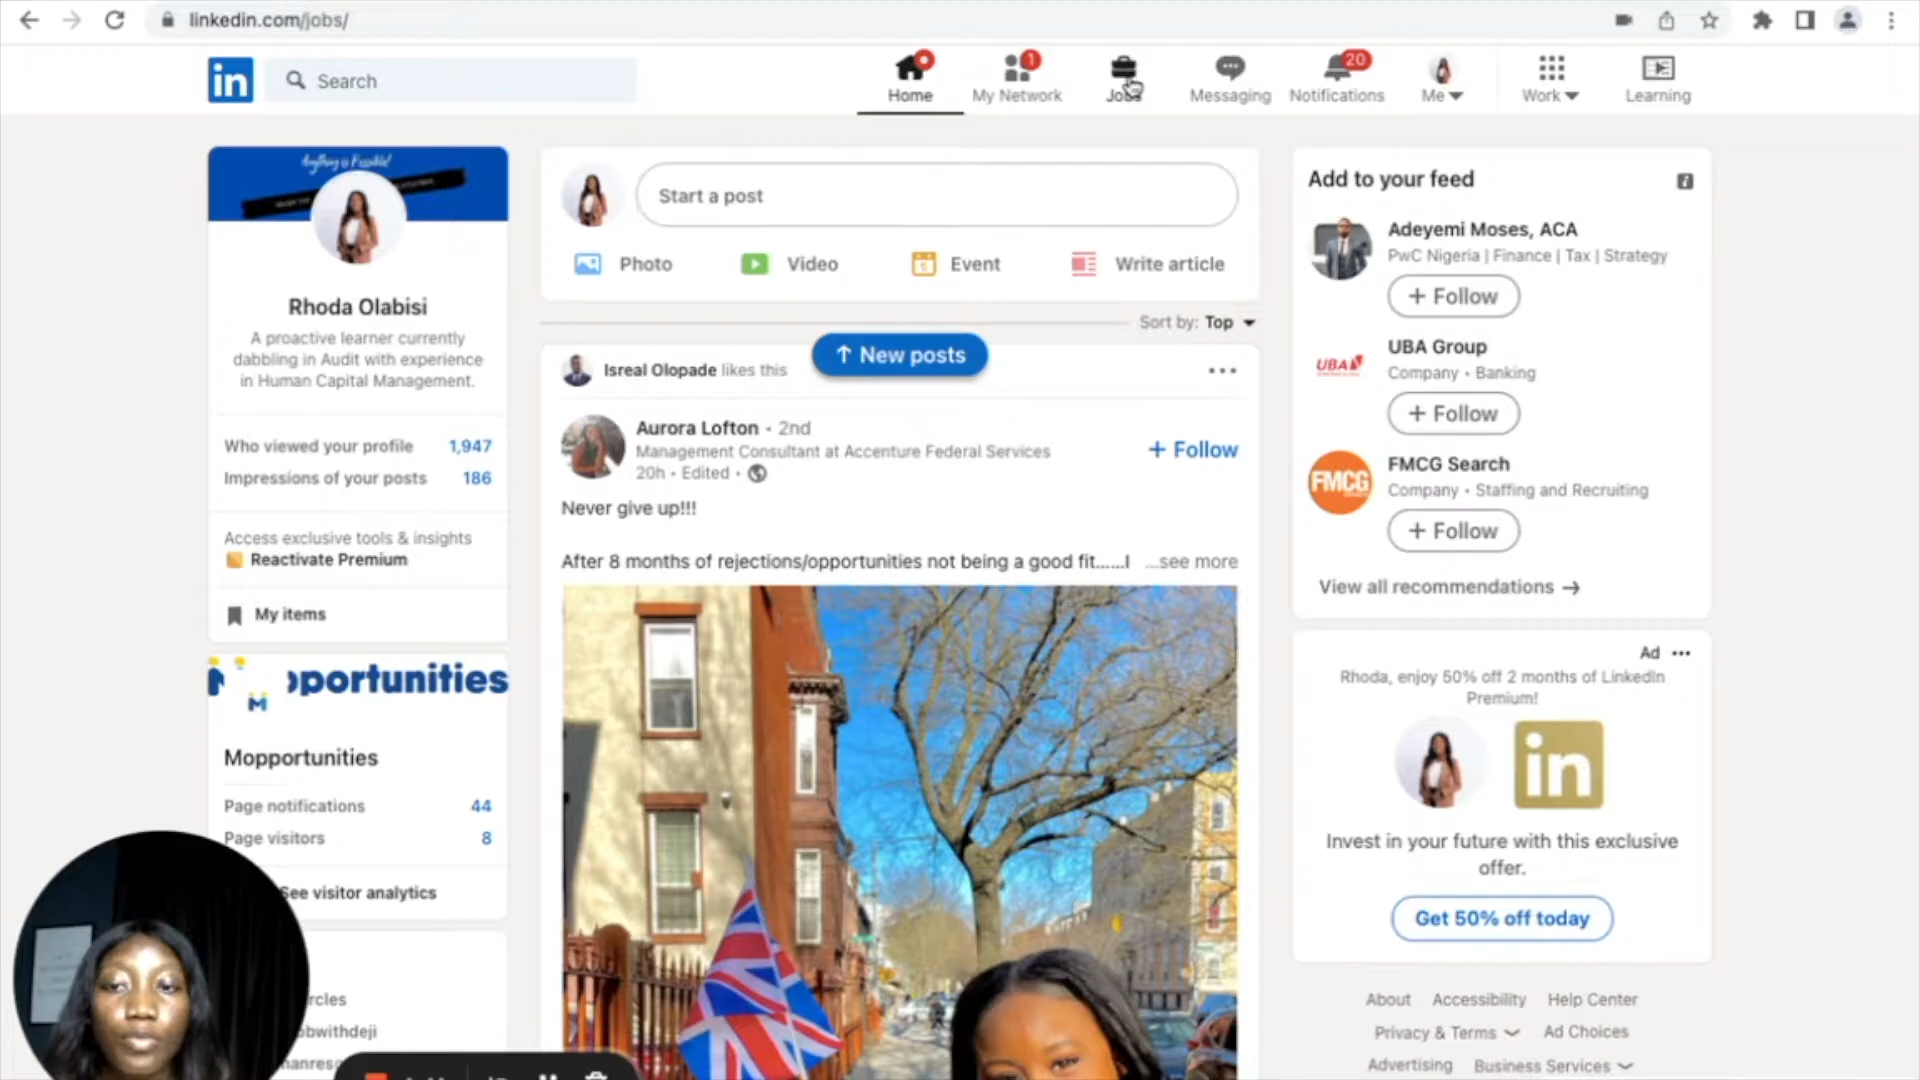 linkedin.com/jobs/
in
Search
Home
My Network
1
Jobs
Messaging
Notifications
20
Me
Work
Learning
Anything is Possible!
Rhoda Olabisi
A proactive learner currently
dabbling in Audit with experience
in Human Capital Management.
Who viewed your profile 1,947
Impressions of your posts 186
Access exclusive tools & insights
Reactivate Premium
My items
pportunities
Mopportunities
Page notifications 44
Page visitors 8
See visitor analytics
rcles
obwithdeji
Start a post
Photo
Video
Event
Write article
Sort by: Top
New posts
Isreal Olopade likes this
Aurora Lofton • 2nd
Management Consultant at Accenture Federal Services
20h • Edited •
+ Follow
Never give up!!!
After 8 months of rejections/opportunities not being a good fit......I ...see more
Add to your feed
Adeyemi Moses, ACA
PwC Nigeria | Finance | Tax | Strategy
+ Follow
UBA
UBA Group
Company • Banking
+ Follow
FMCG
FMCG Search
Company • Staffing and Recruiting
+ Follow
View all recommendations →
Ad
Rhoda, enjoy 50% off 2 months of LinkedIn
Premium!
in
Invest in your future with this exclusive
offer.
Get 50% off today
About Accessibility Help Center
Privacy & Terms Ad Choices
Advertising Business Services